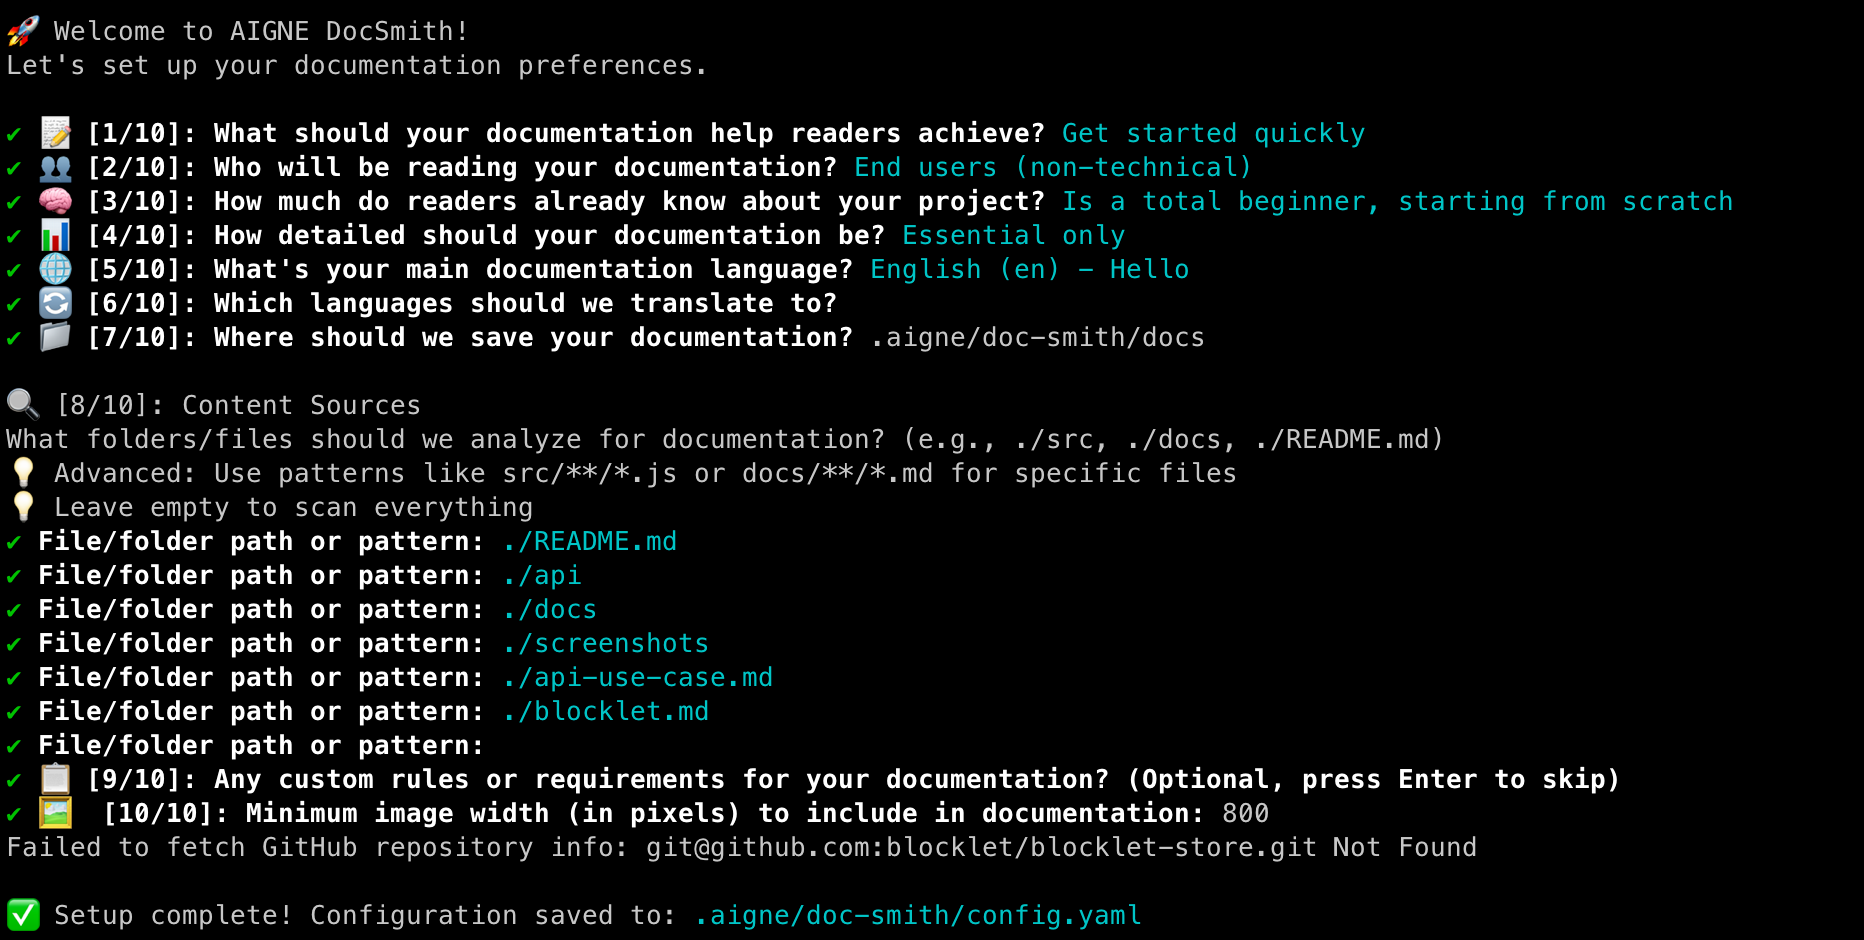 🚀 Welcome to AIGNE DocSmith!
Let's set up your documentation preferences.
✔ 📝 [1/10]: What should your documentation help readers achieve? Get started quickly
✔ 👥 [2/10]: Who will be reading your documentation? End users (non-technical)
✔ 🧠 [3/10]: How much do readers already know about your project? Is a total beginner, starting from scratch
✔ 📊 [4/10]: How detailed should your documentation be? Essential only
✔ 🌐 [5/10]: What's your main documentation language? English (en) - Hello
✔ 🔄 [6/10]: Which languages should we translate to?
✔ 📁 [7/10]: Where should we save your documentation? .aigne/doc-smith/docs
🔍 [8/10]: Content Sources
What folders/files should we analyze for documentation? (e.g., ./src, ./docs, ./README.md)
💡 Advanced: Use patterns like src/**/*.js or docs/**/*.md for specific files
💡 Leave empty to scan everything
✔ File/folder path or pattern: ./README.md
✔ File/folder path or pattern: ./api
✔ File/folder path or pattern: ./docs
✔ File/folder path or pattern: ./screenshots
✔ File/folder path or pattern: ./api-use-case.md
✔ File/folder path or pattern: ./blocklet.md
✔ File/folder path or pattern:
✔ 📋 [9/10]: Any custom rules or requirements for your documentation? (Optional, press Enter to skip)
✔ 🖼️ [10/10]: Minimum image width (in pixels) to include in documentation: 800
Failed to fetch GitHub repository info: git@github.com:blocklet/blocklet-store.git Not Found
✅ Setup complete! Configuration saved to: .aigne/doc-smith/config.yaml